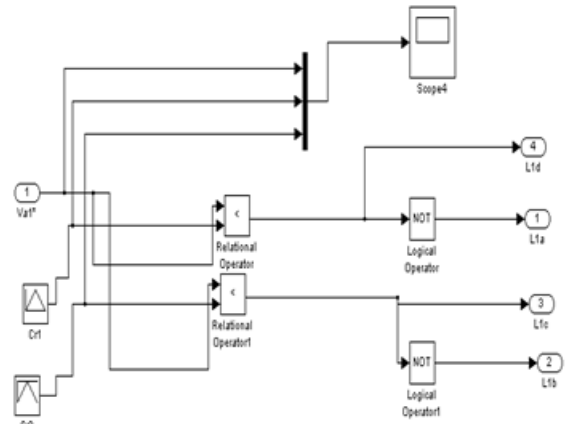 Scope4
4
L1d
1
Va1*
<
NOT
1
L1a
Relational
Operator
Logical
Operator
<
Cr1
Relational
Operator1
3
L1c
NOT
2
L1b
Logical
Operator1